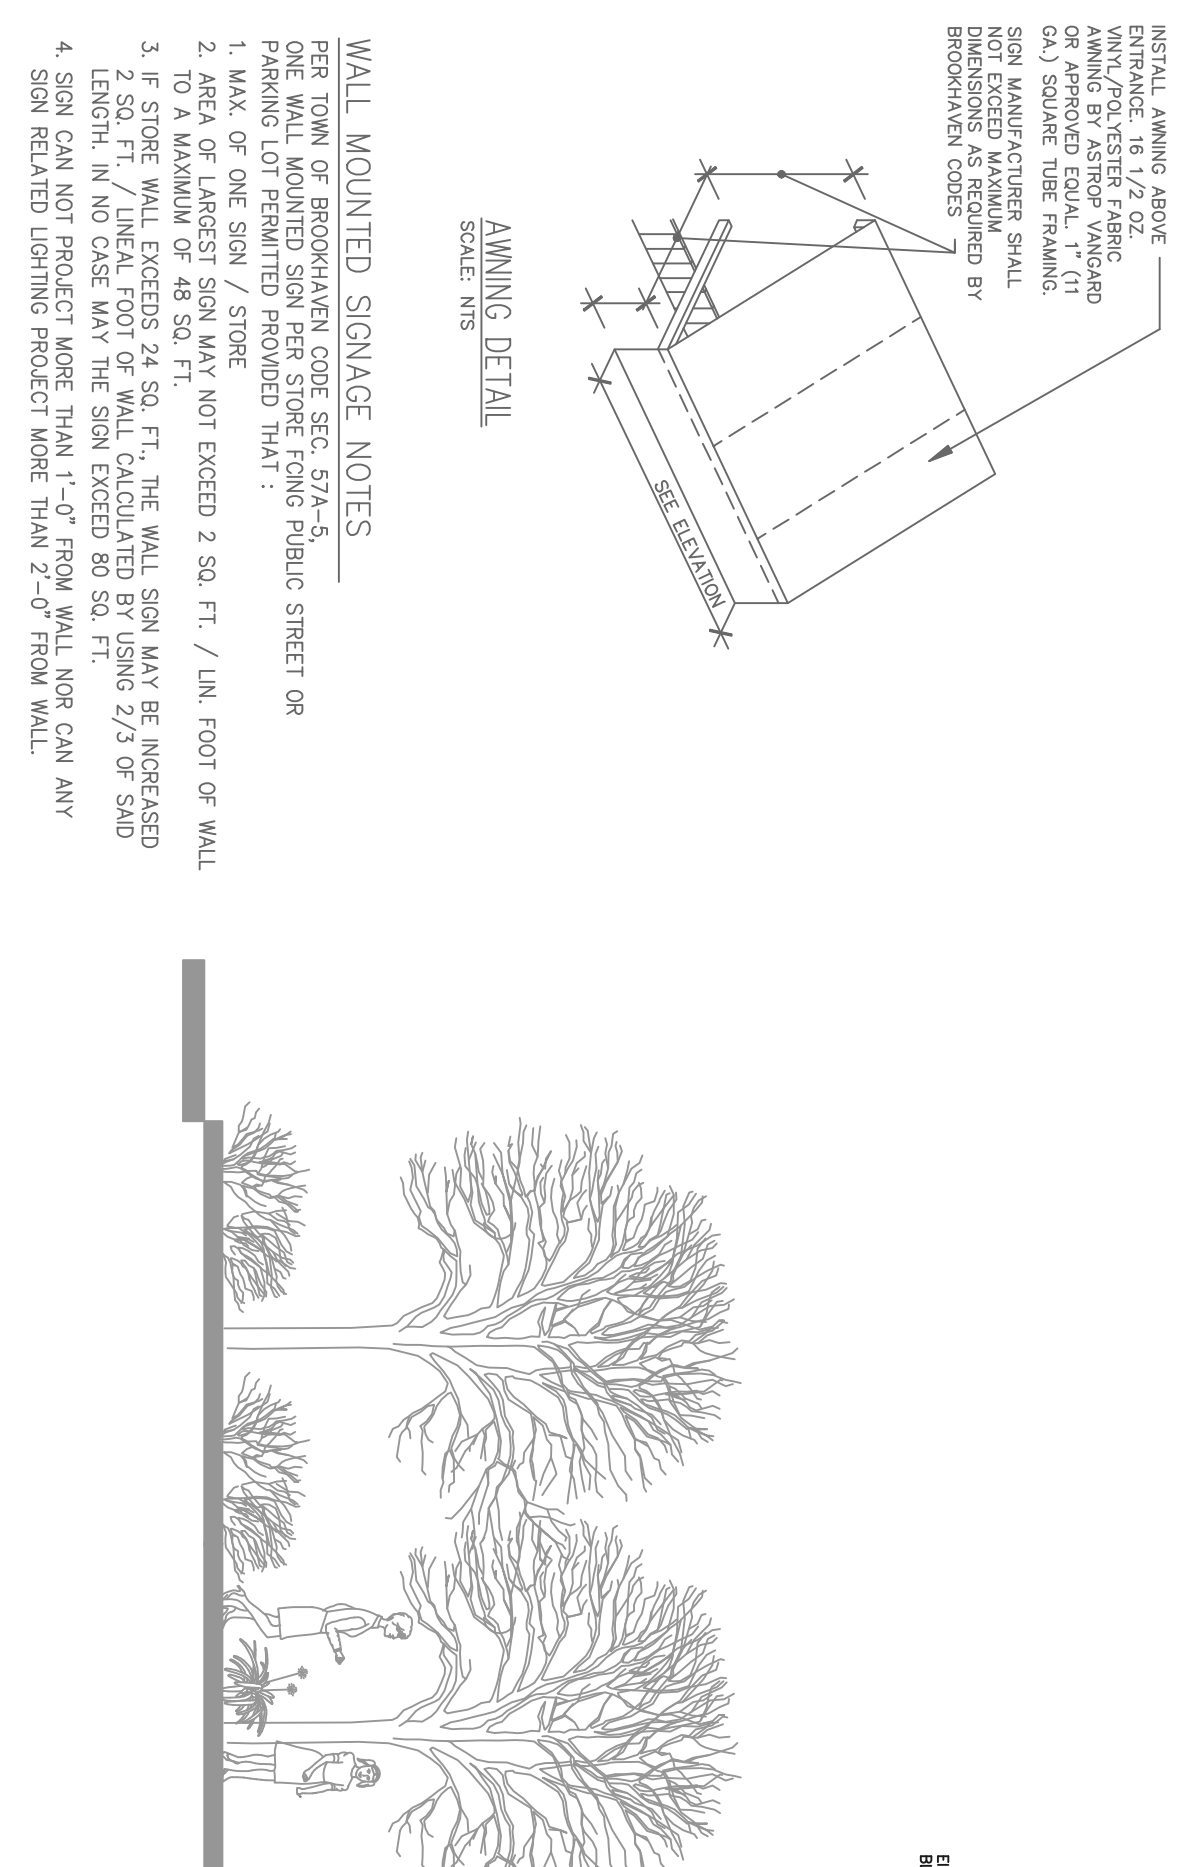 INSTALL AWNING ABOVE
ENTRANCE. 16 1/2 OZ.
VINYL/POLYESTER FABRIC
AWNING BY ASTROP VANGARD
OR APPROVED EQUAL. 1" (11
GA.) SQUARE TUBE FRAMING.
SIGN MANUFACTURER SHALL
NOT EXCEED MAXIMUM
DIMENSIONS AS REQUIRED BY
BROOKHAVEN CODES
SEE ELEVATION
AWNING DETAIL
SCALE: NTS
WALL MOUNTED SIGNAGE NOTES
PER TOWN OF BROOKHAVEN CODE SEC. 57A-5,
ONE WALL MOUNTED SIGN PER STORE FCING PUBLIC STREET OR
PARKING LOT PERMITTED PROVIDED THAT :
1. MAX. OF ONE SIGN / STORE
2. AREA OF LARGEST SIGN MAY NOT EXCEED 2 SQ. FT. / LIN. FOOT OF WALL
TO A MAXIMUM OF 48 SQ. FT.
3. IF STORE WALL EXCEEDS 24 SQ. FT., THE WALL SIGN MAY BE INCREASED
2 SQ. FT. / LINEAL FOOT OF WALL CALCULATED BY USING 2/3 OF SAID
LENGTH. IN NO CASE MAY THE SIGN EXCEED 80 SQ. FT.
4. SIGN CAN NOT PROJECT MORE THAN 1'-0" FROM WALL NOR CAN ANY
SIGN RELATED LIGHTING PROJECT MORE THAN 2'-0" FROM WALL.